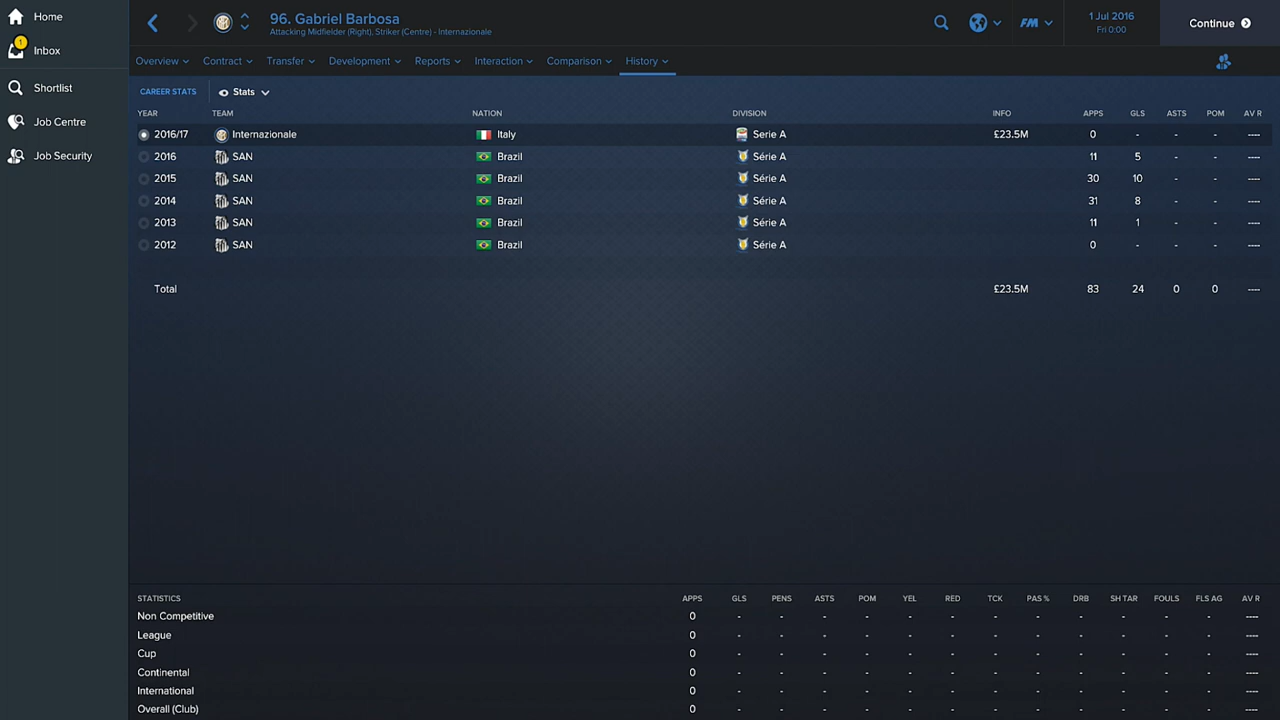 Home
Inbox
1
Shortlist
Job Centre
Job Security
96. Gabriel Barbosa
Attacking Midfielder (Right), Striker (Centre) - Internazionale
FM
1 Jul 2016
Fri 0:00
Continue
Overview Contract Transfer Development Reports Interaction Comparison History
CAREER STATS Stats
YEAR TEAM NATION DIVISION INFO APPS GLS ASTS POM AV R
2016/17 Internazionale Italy Serie A £23.5M 0 - - - ----
2016 SAN Brazil Série A 11 5 - - ----
2015 SAN Brazil Série A 30 10 - - ----
2014 SAN Brazil Série A 31 8 - - ----
2013 SAN Brazil Série A 11 1 - - ----
2012 SAN Brazil Série A 0 - - - ----
Total £23.5M 83 24 0 0 ----
STATISTICS APPS GLS PENS ASTS POM YEL RED TCK PAS % DRB SH TAR FOULS FLS AG AV R
Non Competitive 0 - - - - - - - - - - - - ----
League 0 - - - - - - - - - - - - ----
Cup 0 - - - - - - - - - - - - ----
Continental 0 - - - - - - - - - - - - ----
International 0 - - - - - - - - - - - - ----
Overall (Club) 0 - - - - - - - - - - - - ----